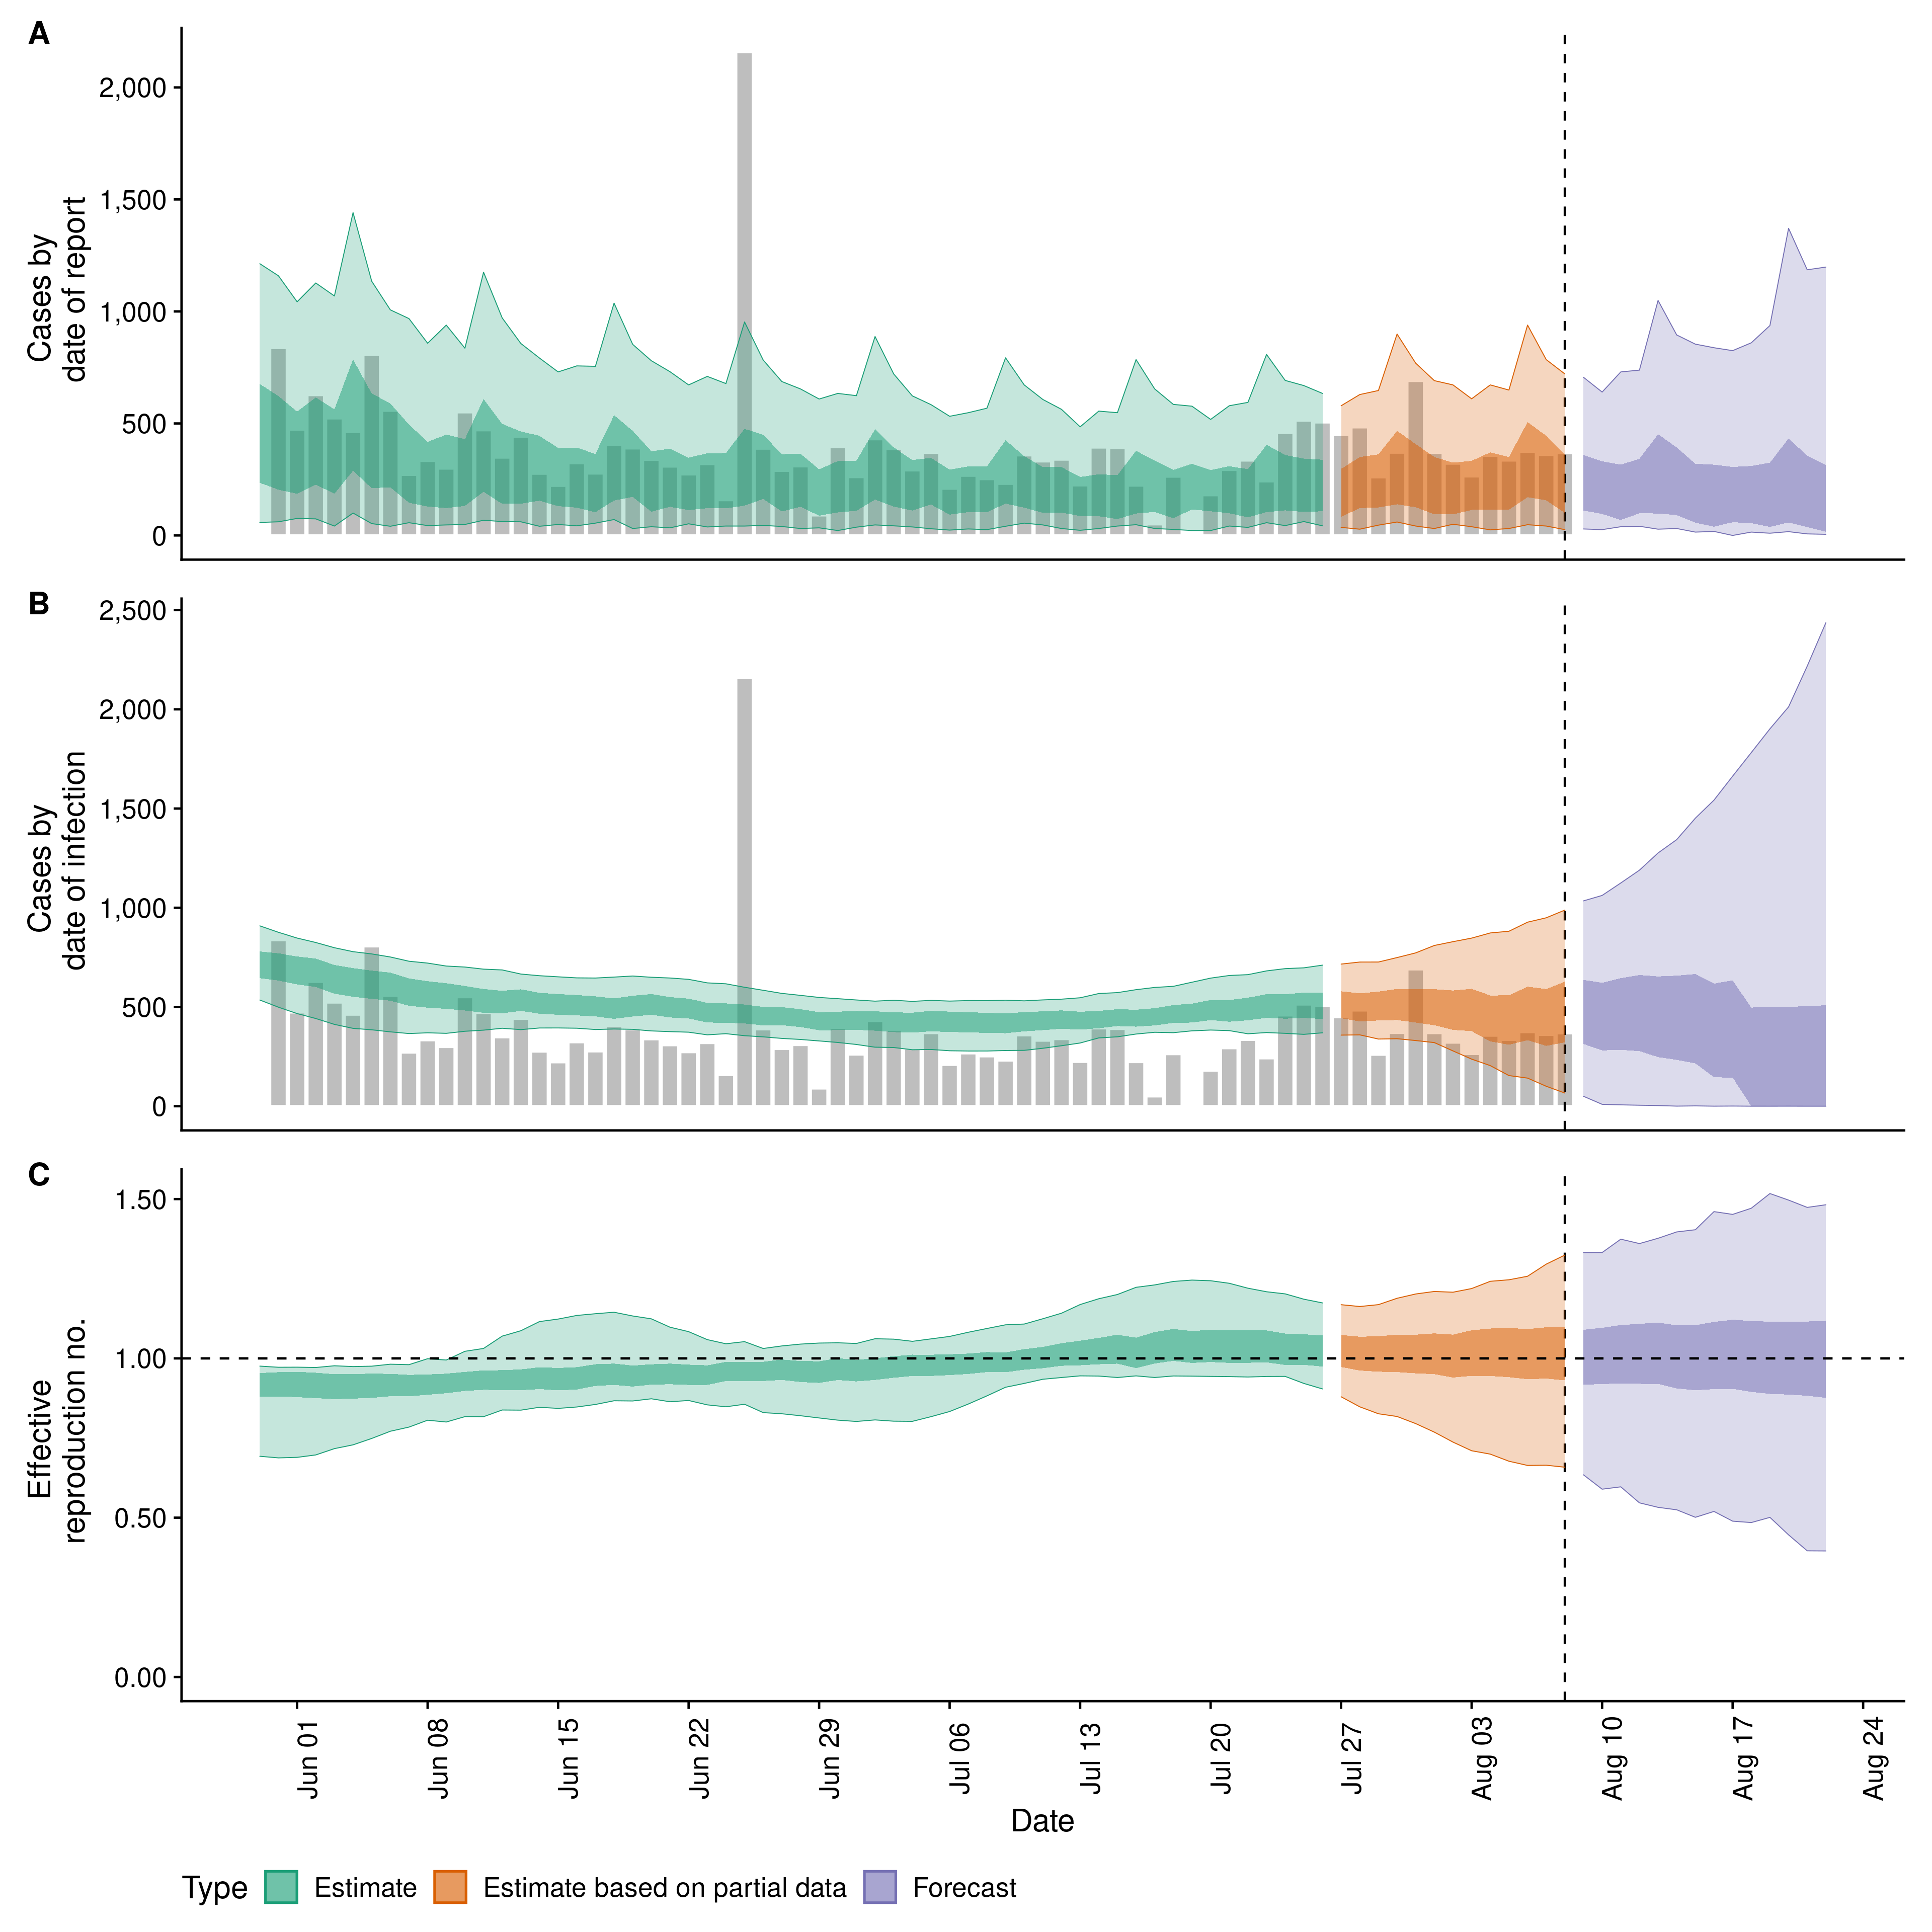 A
Cases by
date of report
2,000
1,500
1,000
500
0
B
Cases by
date of infection
2,500
2,000
1,500
1,000
500
0
C
Effective
reproduction no.
1.50
1.00
0.50
0.00
Jun 01
Jun 08
Jun 15
Jun 22
Jun 29
Jul 06
Jul 13
Jul 20
Jul 27
Aug 03
Aug 10
Aug 17
Aug 24
Date
Type Estimate Estimate based on partial data Forecast